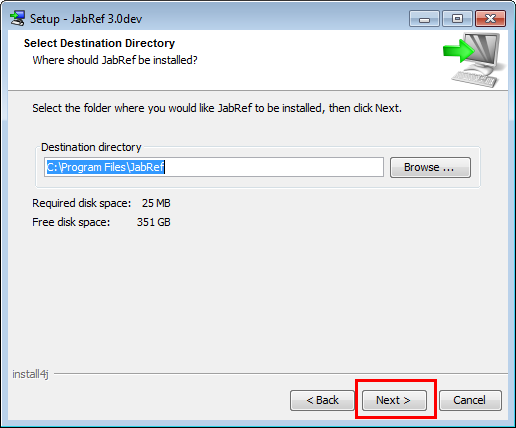 Setup - JabRef 3.0dev
Select Destination Directory
Where should JabRef be installed?
Select the folder where you would like JabRef to be installed, then click Next.
Destination directory
C:\Program Files\JabRef
Browse ...
Required disk space: 25 MB
Free disk space: 351 GB
install4j
< Back
Next >
Cancel